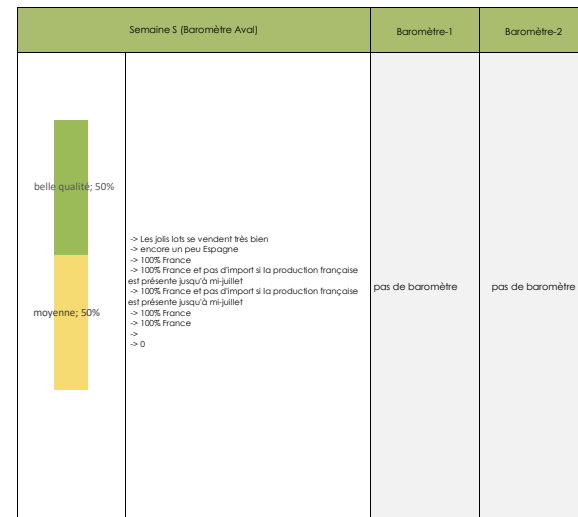 Semaine S (Baromètre Aval)
Baromètre-1
Baromètre-2
belle qualité; 50%
moyenne; 50%
-> Les jolis lots se vendent très bien
-> encore un peu Espagne
-> 100% France
-> 100% France et pas d'import si la production française
est présente jusqu'à mi-juillet
-> 100% France et pas d'import si la production française
est présente jusqu'à mi-juillet
-> 100% France
-> 100% France
->
-> 0
pas de baromètre
pas de baromètre